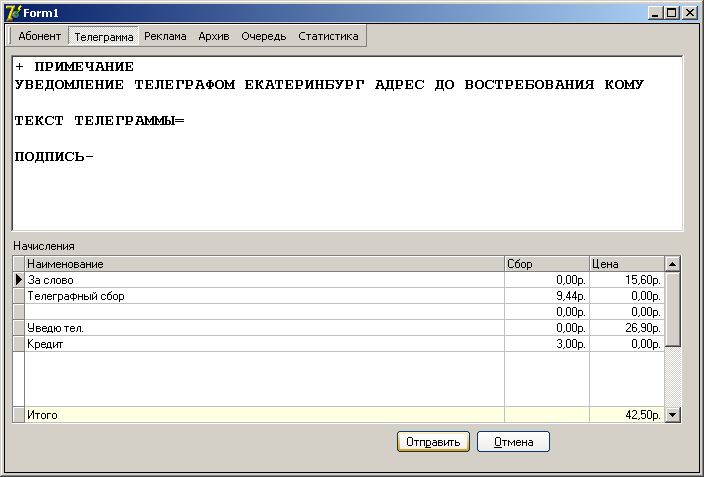 Form1
Абонент Телеграмма Реклама Архив Очередь Статистика
+ ПРИМЕЧАНИЕ
УВЕДОМЛЕНИЕ ТЕЛЕГРАФОМ ЕКАТЕРИНБУРГ АДРЕС ДО ВОСТРЕБОВАНИЯ КОМУ
ТЕКСТ ТЕЛЕГРАММЫ=
ПОДПИСЬ-
Начисления
Наименование Сбор Цена
За слово 0,00р. 15,60р.
Телеграфный сбор 9,44р. 0,00р.
0,00р. 0,00р.
Уведю тел. 0,00р. 26,90р.
Кредит 3,00р. 0,00р.
Итого 42,50р.
Отправить Отмена